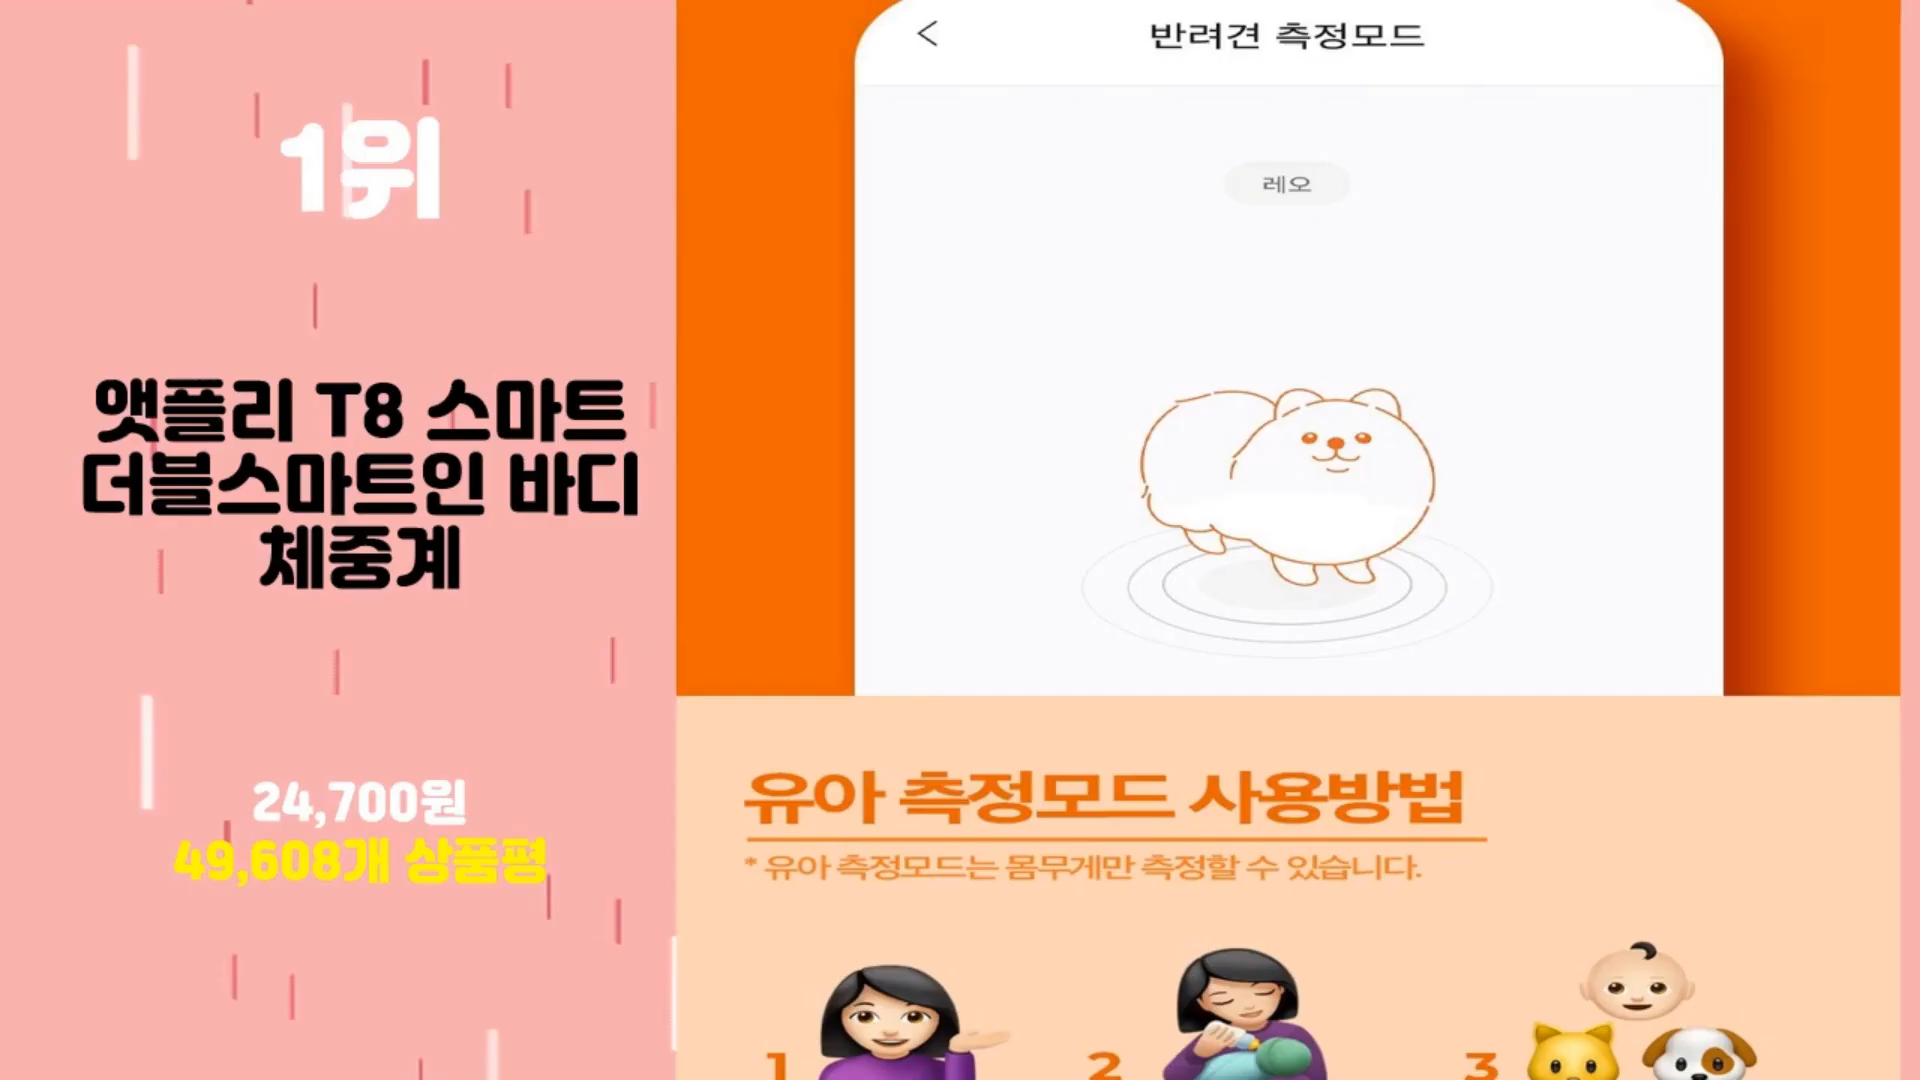 1위
앳플리 T8 스마트
더블스마트인 바디
체중계
24,700원
49,608개 상품평
반려견 측정모드
레오
유아 측정모드 사용방법
* 유아 측정모드는 몸무게만 측정할 수 있습니다.
1
2
3